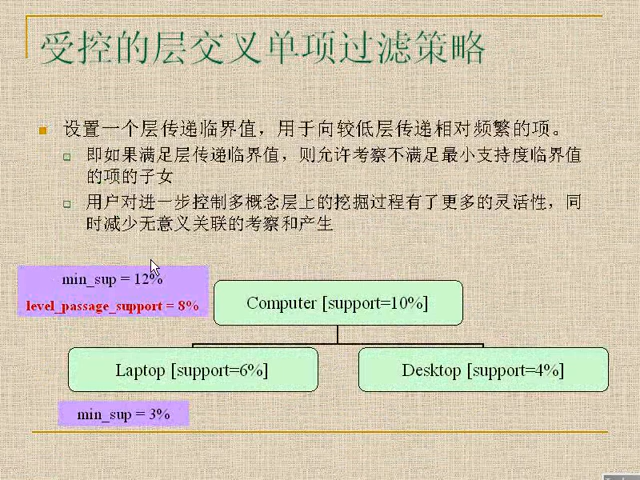 受控的层交叉单项过滤策略
设置一个层传递临界值，用于向较低层传递相对频繁的项。
即如果满足层传递临界值，则允许考察不满足最小支持度临界值
的项的子女
用户对进一步控制多概念层上的挖掘过程有了更多的灵活性，同
时减少无意义关联的考察和产生
min_sup = 12%
level_passage_support = 8%
Computer [support=10%]
Laptop [support=6%]
Desktop [support=4%]
min_sup = 3%